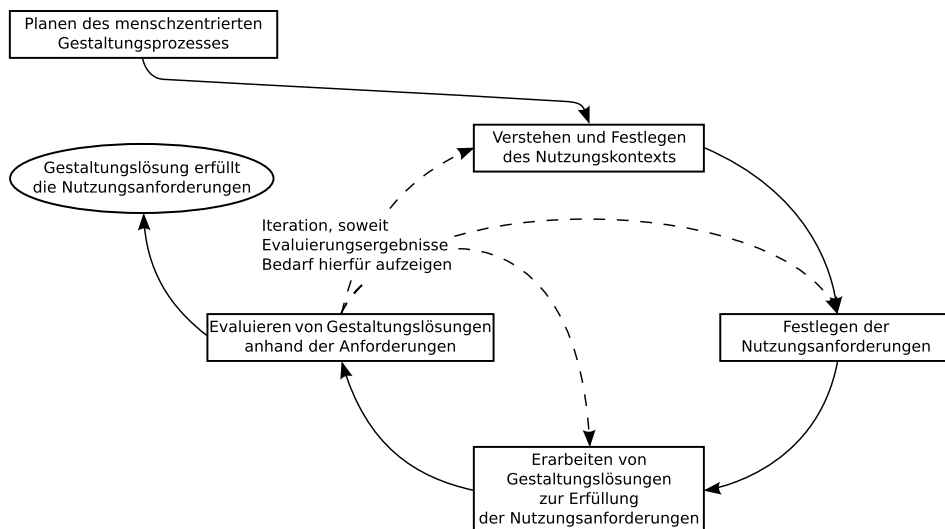 Planen des menschzentrierten
Gestaltungsprozesses
Verstehen und Festlegen
des Nutzungskontexts
Gestaltungslösung erfüllt
die Nutzungsanforderungen
Iteration, soweit
Evaluierungsergebnisse
Bedarf hierfür aufzeigen
Evaluieren von Gestaltungslösungen
anhand der Anforderungen
Festlegen der
Nutzungsanforderungen
Erarbeiten von
Gestaltungslösungen
zur Erfüllung
der Nutzungsanforderungen